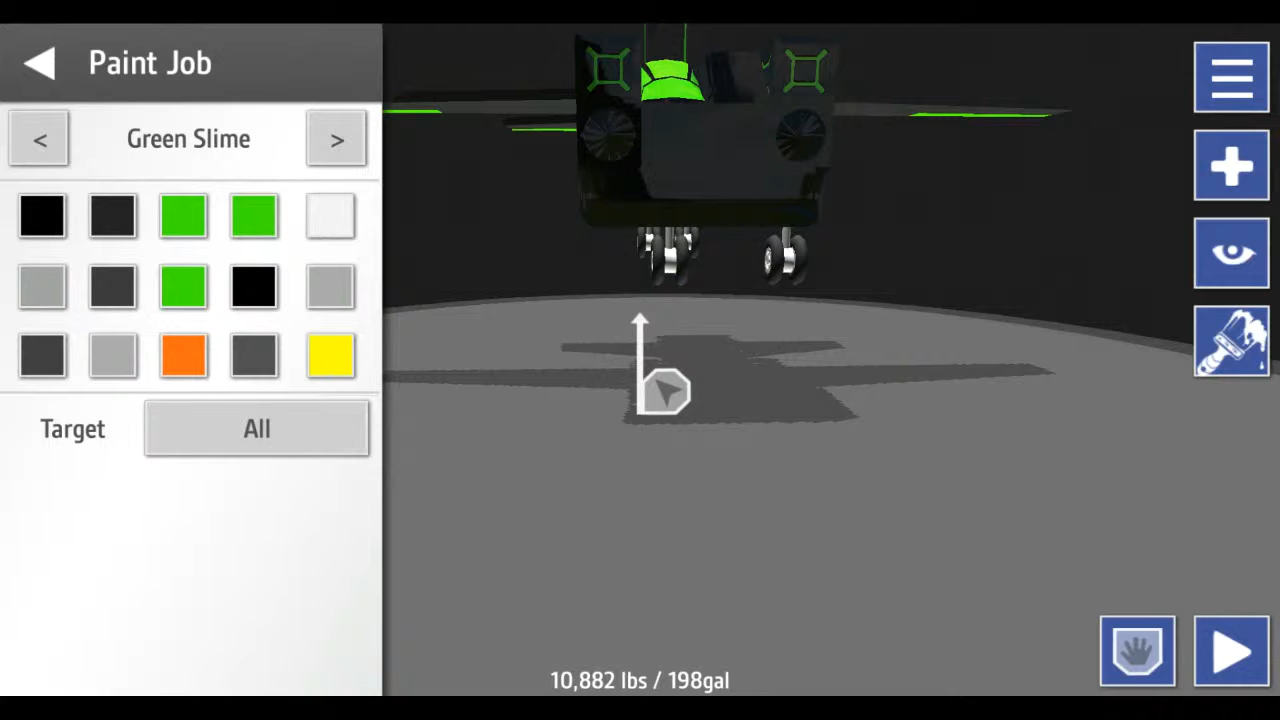 Paint Job
< Green Slime >
Target All
10,882 lbs / 198gal